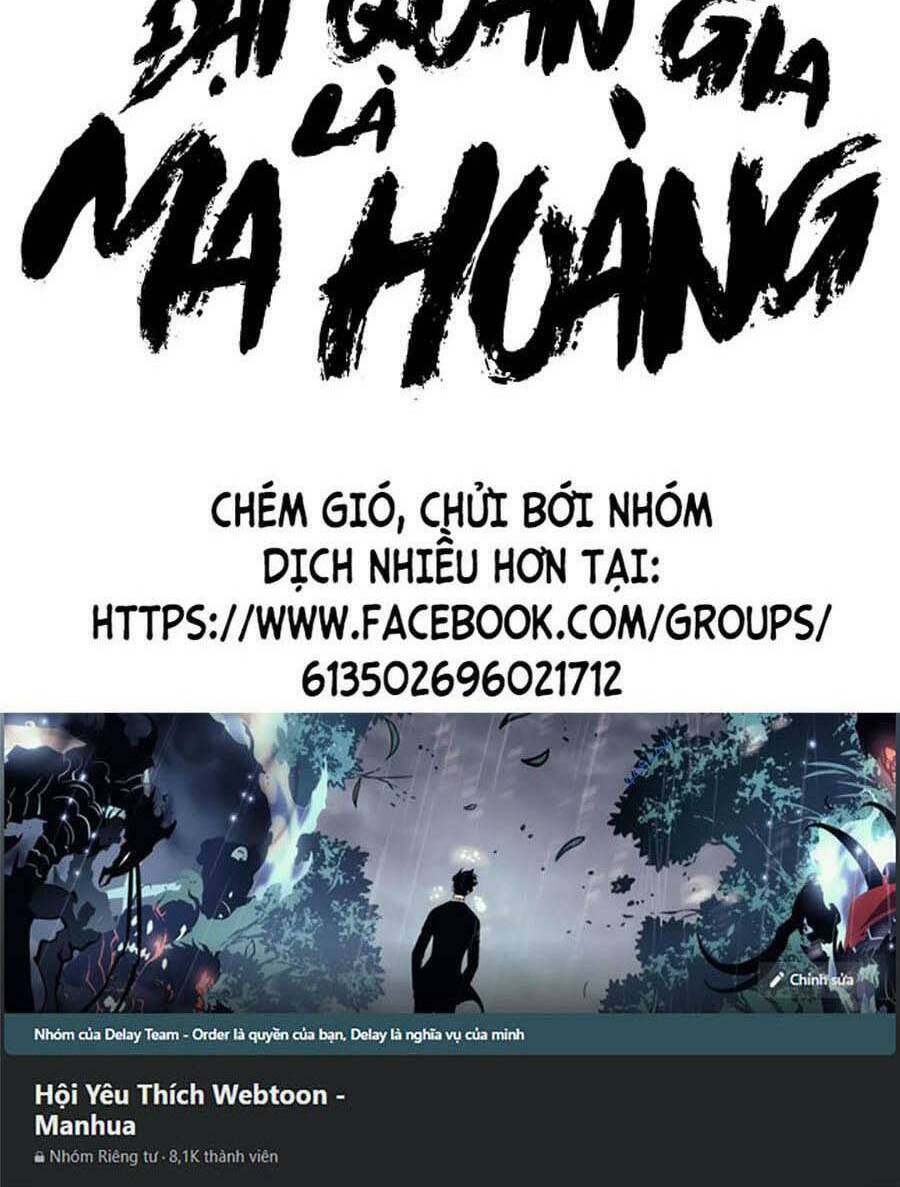 ĐẠI QUẢN GIA
LÀ
MA HOÀNG
CHÉM GIÓ, CHỬI BỚI NHÓM
DỊCH NHIỀU HƠN TẠI:
HTTPS://WWW.FACEBOOK.COM/GROUPS/
613502696021712
Chỉnh sửa
Nhóm của Delay Team - Order là quyền của bạn, Delay là nghĩa vụ của mình
Hội Yêu Thích Webtoon -
Manhua
Nhóm Riêng tư · 8,1K thành viên